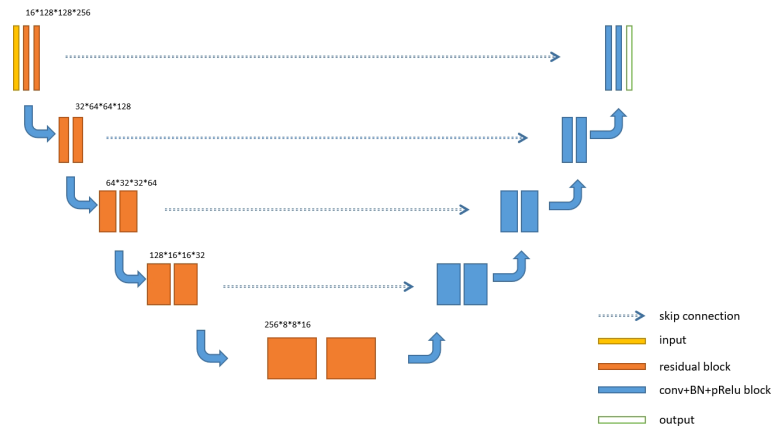 16*128*128*256
32*64*64*128
64*32*32*64
128*16*16*32
256*8*8*16
skip connection
input
residual block
conv+BN+pRelu block
output